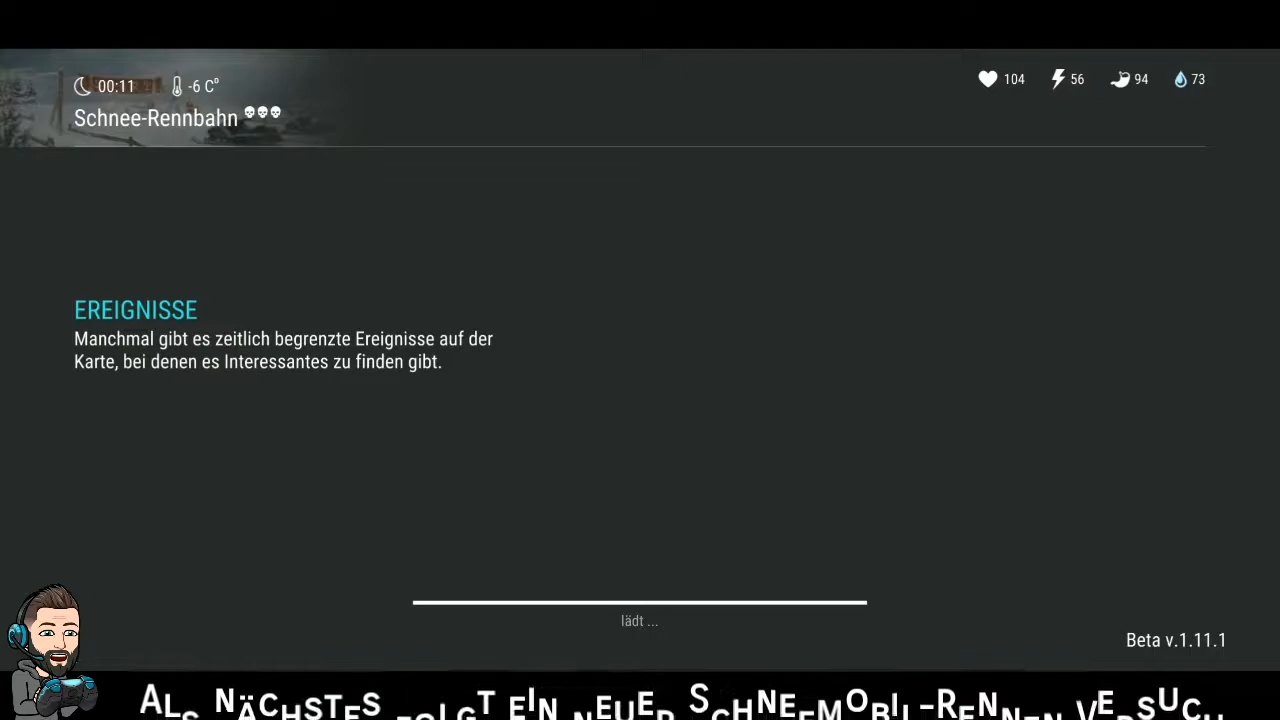 00:11 -6 C° 104 56 94 73
Schnee-Rennbahn
EREIGNISSE
Manchmal gibt es zeitlich begrenzte Ereignisse auf der
Karte, bei denen es Interessantes zu finden gibt.
lädt ...
Beta v.1.11.1
Als nächstes folgt ein neuer Schneemobil-Rennen Versuch